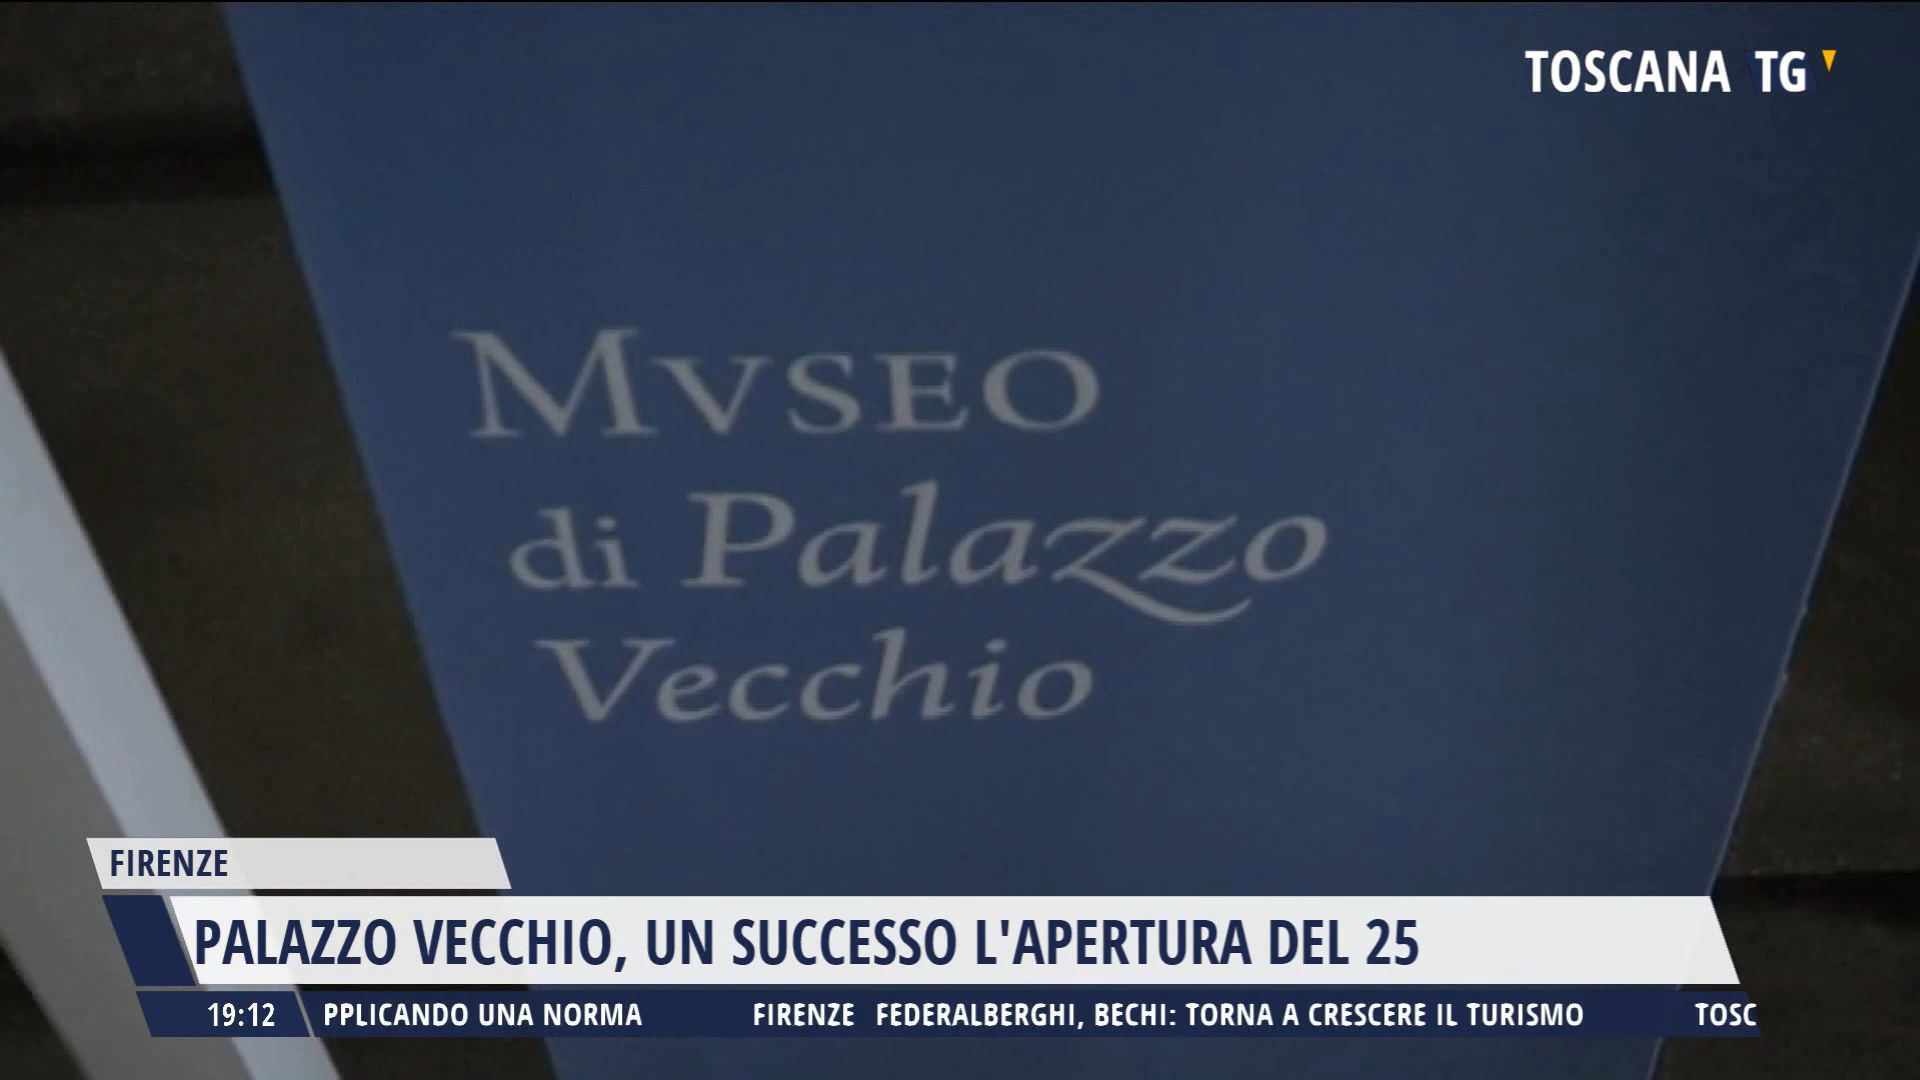 TOSCANA TG
MVSEO
di Palazzo
Vecchio
FIRENZE
PALAZZO VECCHIO, UN SUCCESSO L'APERTURA DEL 25
19:12 PPLICANDO UNA NORMA FIRENZE FEDERALBERGHI, BECHI: TORNA A CRESCERE IL TURISMO TOSC